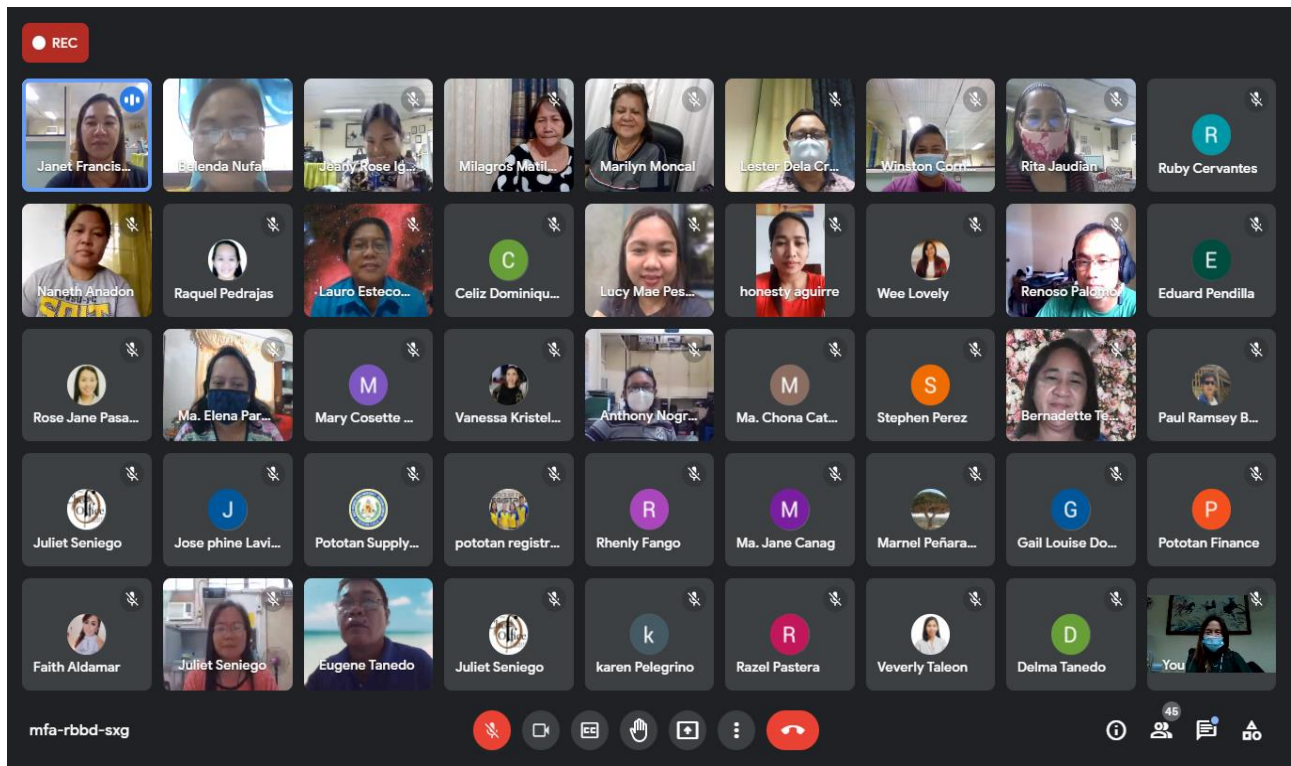 REC
Janet Francis...
Belenda Nufal...
Jeany Rose Ig...
Milagros Matil...
Marilyn Moncal
Lester Dela Cr...
Winston Corn...
Rita Jaudian
R
Ruby Cervantes
Naneth Anadon
Raquel Pedrajas
Lauro Esteco...
C
Celiz Dominiqu...
Lucy Mae Pes...
honesty aguirre
Wee Lovely
Renoso Palomo
E
Eduard Pendilla
Rose Jane Pasa...
Ma. Elena Par...
M
Mary Cosette ...
Vanessa Kristel...
Anthony Nogr...
M
Ma. Chona Cat...
S
Stephen Perez
Bernadette Te...
Paul Ramsey B...
Juliet Seniego
J
Jose phine Lavi...
Pototan Supply...
pototan registr...
R
Rhenly Fango
M
Ma. Jane Canag
Marnel Peñara...
G
Gail Louise Do...
P
Pototan Finance
Faith Aldamar
Juliet Seniego
Eugene Tanedo
Juliet Seniego
k
karen Pelegrino
R
Razel Pastera
Veverly Taleon
D
Delma Tanedo
You
mfa-rbbd-sxg
CC
45